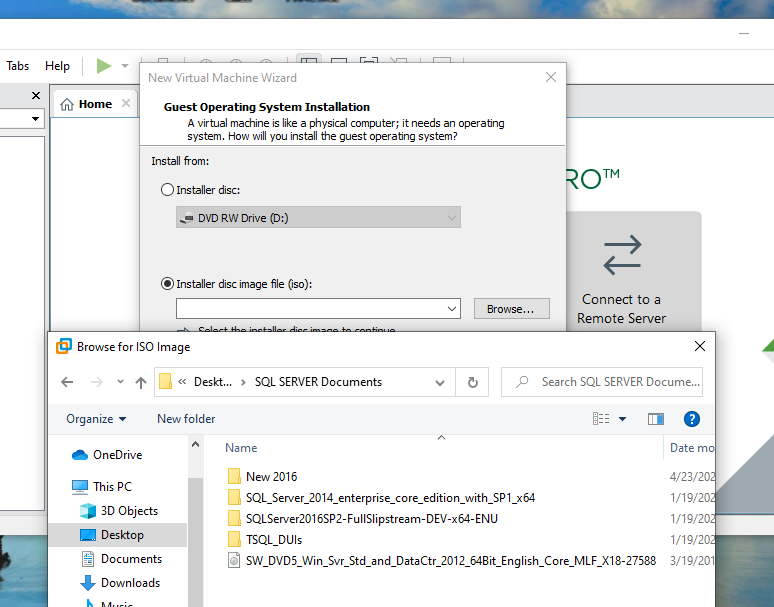 Tabs Help
New Virtual Machine Wizard
Home
Guest Operating System Installation
A virtual machine is like a physical computer; it needs an operating
system. How will you install the guest operating system?
Install from:
Installer disc:
DVD RW Drive (D:)
RO™
Installer disc image file (iso):
Browse...
Connect to a
Remote Server
Select the installer disc image to continue.
Browse for ISO Image
« Deskt... › SQL SERVER Documents
Search SQL SERVER Docume...
Organize New folder
Name Date mo
OneDrive
This PC
3D Objects
Desktop
Documents
Downloads
Music
New 2016 4/23/202
SQL_Server_2014_enterprise_core_edition_with_SP1_x64 1/19/202
SQLServer2016SP2-FullSlipstream-DEV-x64-ENU 1/19/202
TSQL_DUIs 1/19/202
SW_DVD5_Win_Svr_Std_and_DataCtr_2012_64Bit_English_Core_MLF_X18-27588 3/19/201